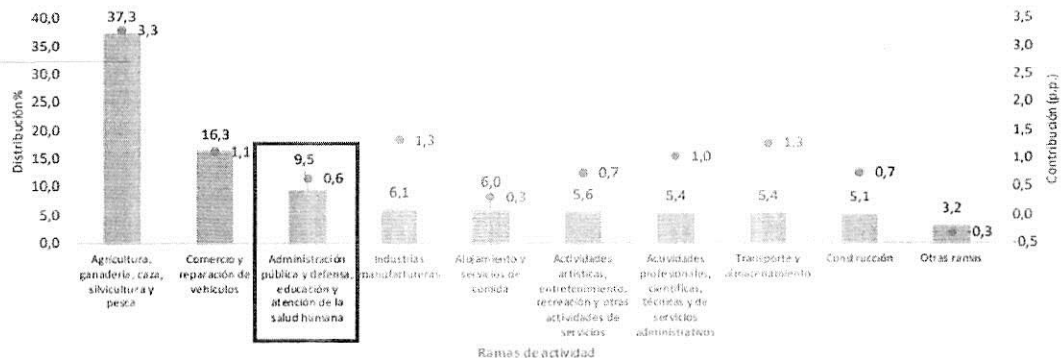 40,0
35,0
30,0
25,0
20,0
15,0
10,0
5,0
0,0
Distribución %
37,3
3,3
16,3
1,1
9,5
0,6
1,3
6,1
6,0
0,3
0,7
5,6
1,0
5,4
1,3
5,4
0,7
5,1
3,2
-0,3
3,5
3,0
2,5
2,0
1,5
1,0
0,5
0,0
-0,5
Contribución (p.p.)
Agricultura,
ganadería, caza,
silvicultura y
pesca
Comercio y
reparación de
vehículos
Administración
pública y defensa,
educación y
atención de la
salud humana
Industrias
manufactureras
Alojamiento y
servicios de
comida
Actividades
artísticas,
entretenimiento,
recreación y otras
actividades de
servicios
Actividades
profesionales,
científicas,
técnicas y de
servicios
administrativos
Transporte y
almacenamiento
Construcción
Otras ramas
Ramas de actividad